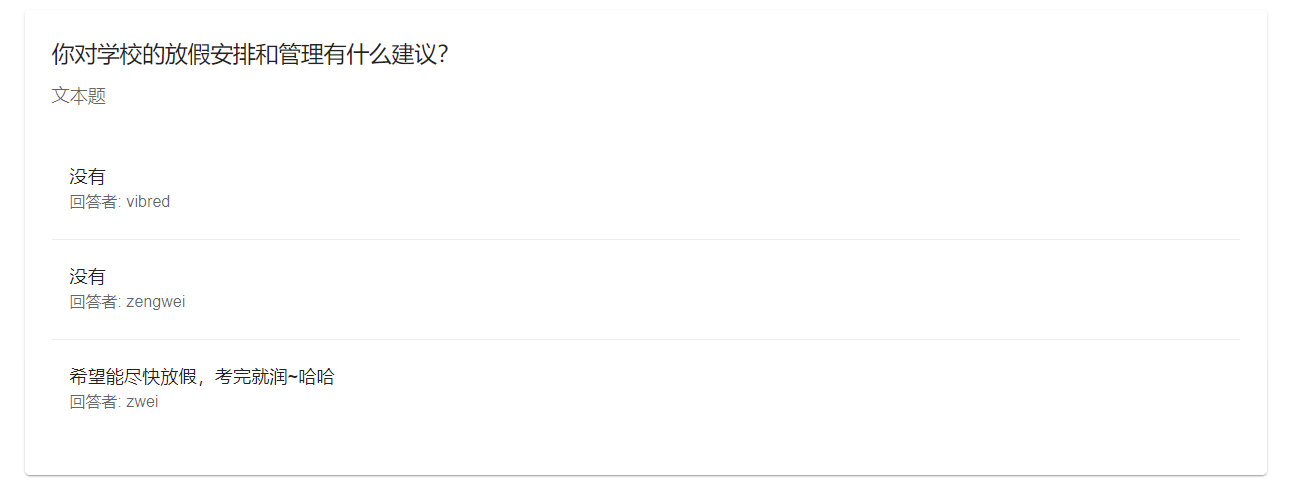 你对学校的放假安排和管理有什么建议？
文本题
没有
回答者: vibred
没有
回答者: zengwei
希望能尽快放假，考完就润~哈哈
回答者: zwei